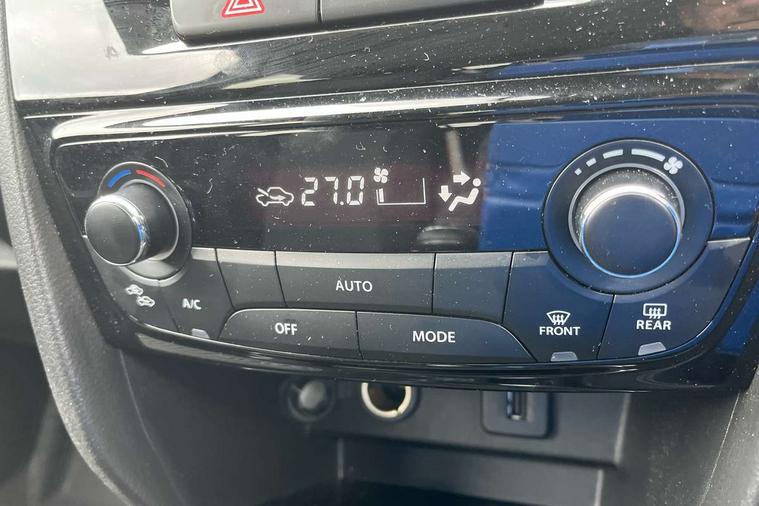 27.0
AUTO
A/C
OFF
MODE
FRONT
REAR